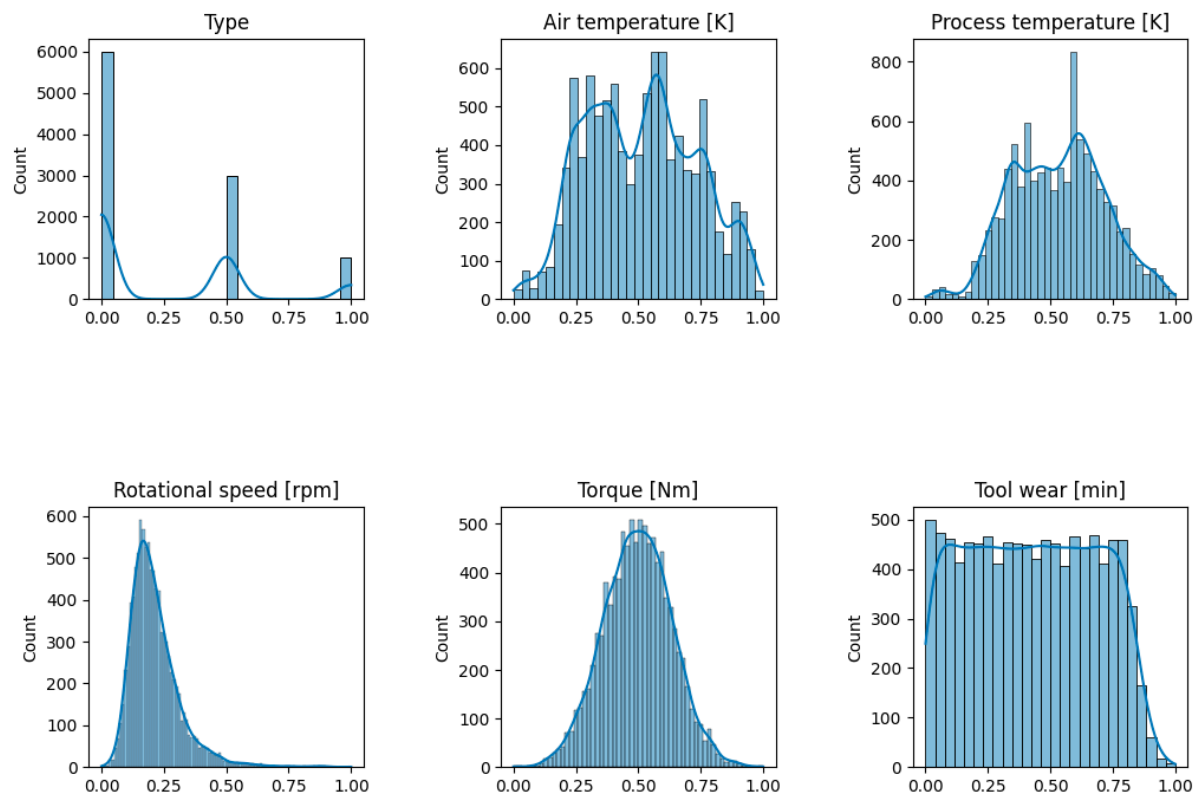 Type
Air temperature [K]
Process temperature [K]
Count
6000
5000
4000
3000
2000
1000
0
0.00 0.25 0.50 0.75 1.00
Count
600
500
400
300
200
100
0
0.00 0.25 0.50 0.75 1.00
Count
800
600
400
200
0
0.00 0.25 0.50 0.75 1.00
Rotational speed [rpm]
Torque [Nm]
Tool wear [min]
Count
600
500
400
300
200
100
0
0.00 0.25 0.50 0.75 1.00
Count
500
400
300
200
100
0
0.00 0.25 0.50 0.75 1.00
Count
500
400
300
200
100
0
0.00 0.25 0.50 0.75 1.00